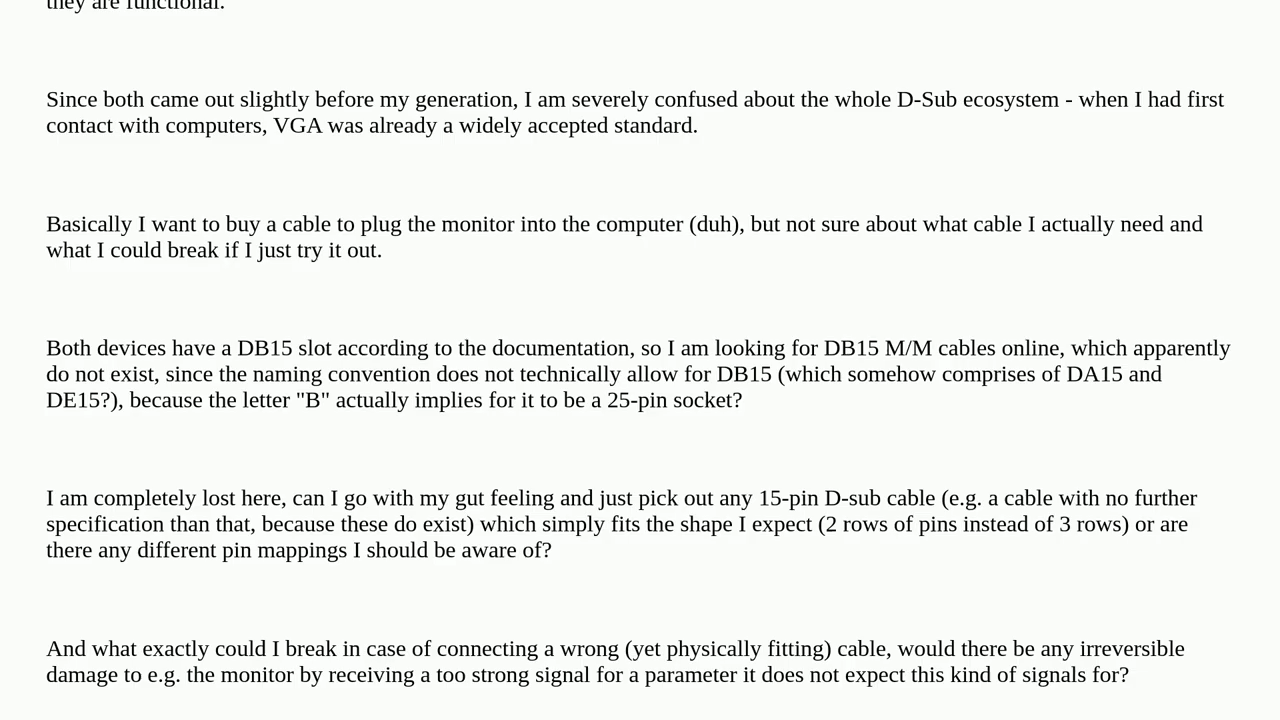 they are functional.
Since both came out slightly before my generation, I am severely confused about the whole D-Sub ecosystem - when I had first
contact with computers, VGA was already a widely accepted standard.
Basically I want to buy a cable to plug the monitor into the computer (duh), but not sure about what cable I actually need and
what I could break if I just try it out.
Both devices have a DB15 slot according to the documentation, so I am looking for DB15 M/M cables online, which apparently
do not exist, since the naming convention does not technically allow for DB15 (which somehow comprises of DA15 and
DE15?), because the letter "B" actually implies for it to be a 25-pin socket?
I am completely lost here, can I go with my gut feeling and just pick out any 15-pin D-sub cable (e.g. a cable with no further
specification than that, because these do exist) which simply fits the shape I expect (2 rows of pins instead of 3 rows) or are
there any different pin mappings I should be aware of?
And what exactly could I break in case of connecting a wrong (yet physically fitting) cable, would there be any irreversible
damage to e.g. the monitor by receiving a too strong signal for a parameter it does not expect this kind of signals for?